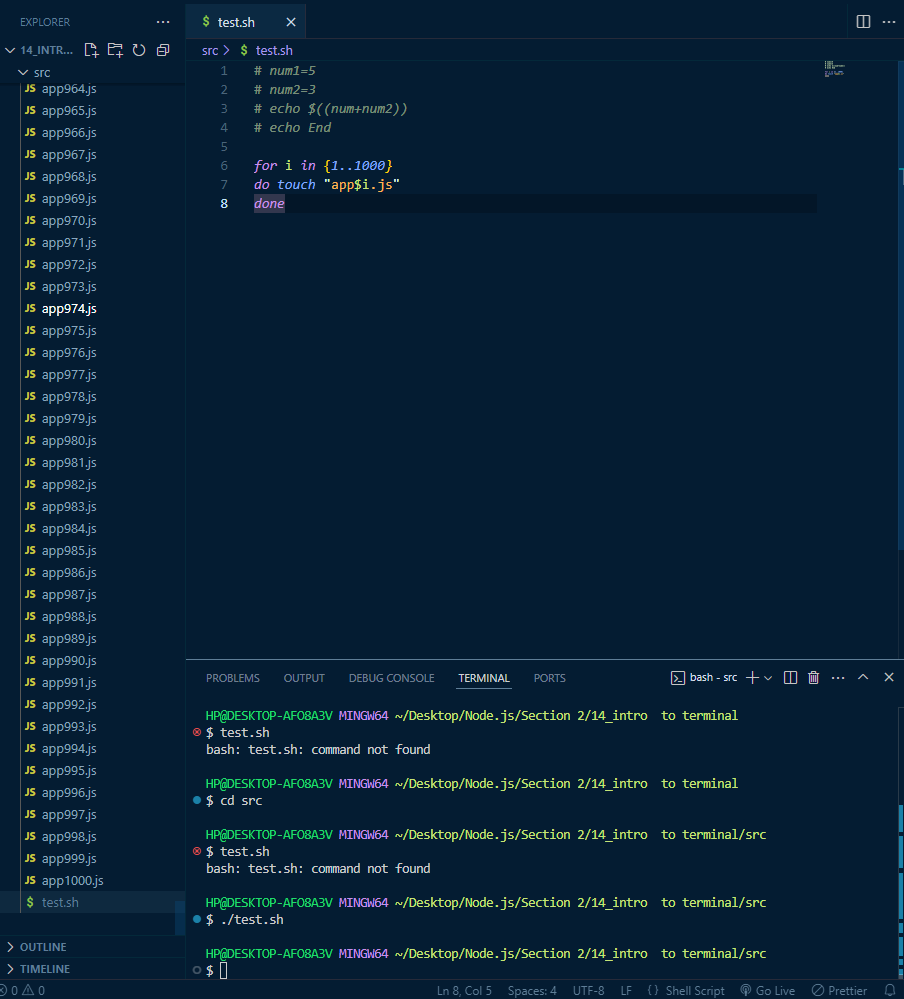 EXPLORER
14_INTR...
src
app964.js
app965.js
app966.js
app967.js
app968.js
app969.js
app970.js
app971.js
app972.js
app973.js
app974.js
app975.js
app976.js
app977.js
app978.js
app979.js
app980.js
app981.js
app982.js
app983.js
app984.js
app985.js
app986.js
app987.js
app988.js
app989.js
app990.js
app991.js
app992.js
app993.js
app994.js
app995.js
app996.js
app997.js
app998.js
app999.js
app1000.js
$ test.sh
OUTLINE
TIMELINE
$ test.sh
src > $ test.sh
1 # num1=5
2 # num2=3
3 # echo $((num+num2))
4 # echo End
5
6 for i in {1..1000}
7 do touch "app$i.js"
8 done
PROBLEMS OUTPUT DEBUG CONSOLE TERMINAL PORTS bash - src
HP@DESKTOP-AFO8A3V MINGW64 ~/Desktop/Node.js/Section 2/14_intro  to terminal
$ test.sh
bash: test.sh: command not found
HP@DESKTOP-AFO8A3V MINGW64 ~/Desktop/Node.js/Section 2/14_intro  to terminal
$ cd src
HP@DESKTOP-AFO8A3V MINGW64 ~/Desktop/Node.js/Section 2/14_intro  to terminal/src
$ test.sh
bash: test.sh: command not found
HP@DESKTOP-AFO8A3V MINGW64 ~/Desktop/Node.js/Section 2/14_intro  to terminal/src
$ ./test.sh
HP@DESKTOP-AFO8A3V MINGW64 ~/Desktop/Node.js/Section 2/14_intro  to terminal/src
$
0 0 Ln 8, Col 5 Spaces: 4 UTF-8 LF { } Shell Script Go Live Prettier